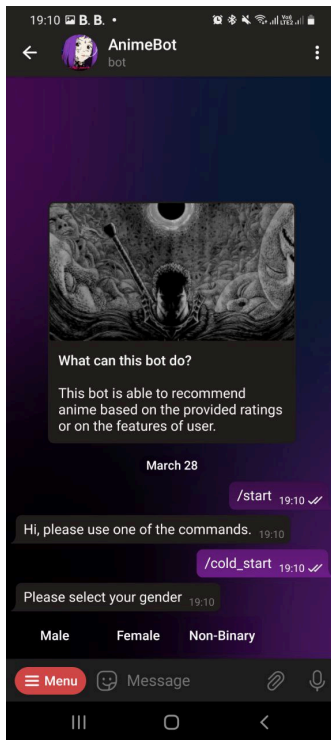 19:10 B. B. •
Voo) LTE2
AnimeBot
bot
What can this bot do?
This bot is able to recommend
anime based on the provided ratings
or on the features of user.
March 28
/start 19:10
Hi, please use one of the commands. 19:10
/cold_start 19:10
Please select your gender 19:10
Male Female Non-Binary
Menu Message